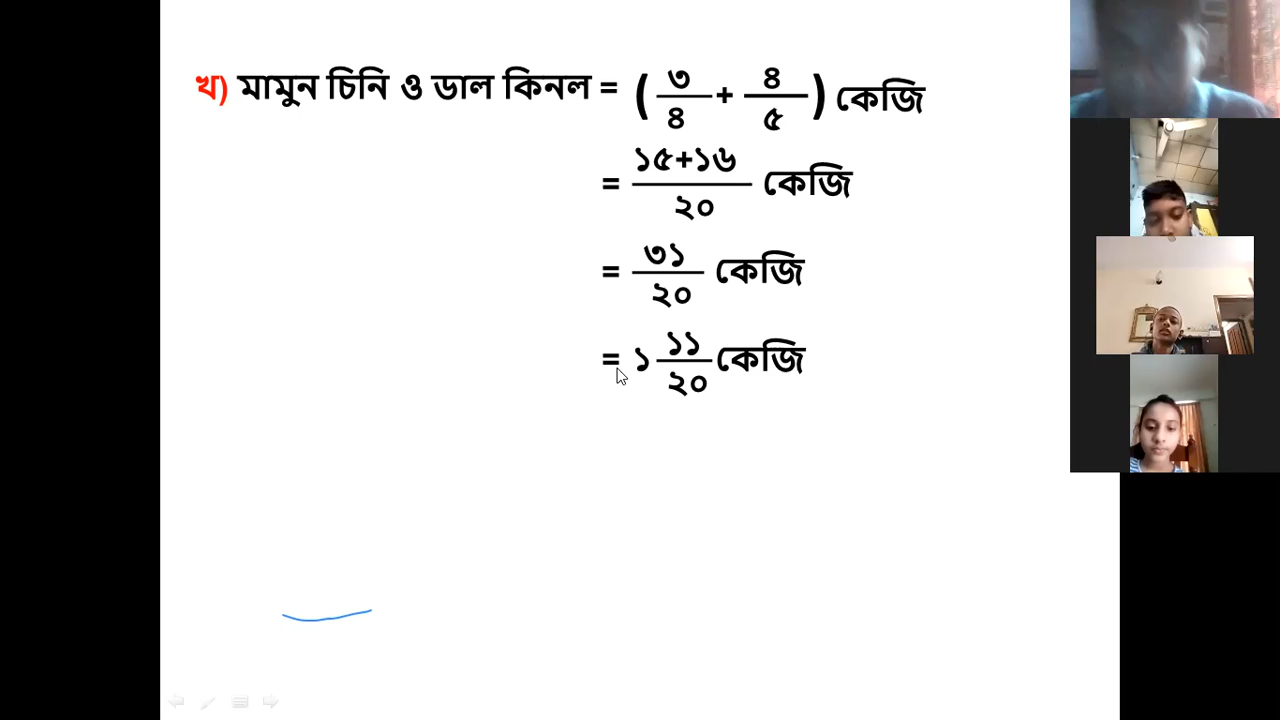 খ) মামুন চিনি ও ডাল কিনল = ( ৩/৪ + ৪/৫ ) কেজি
= ১৫+১৬/২০ কেজি
= ৩১/২০ কেজি
= ১ ১১/২০ কেজি